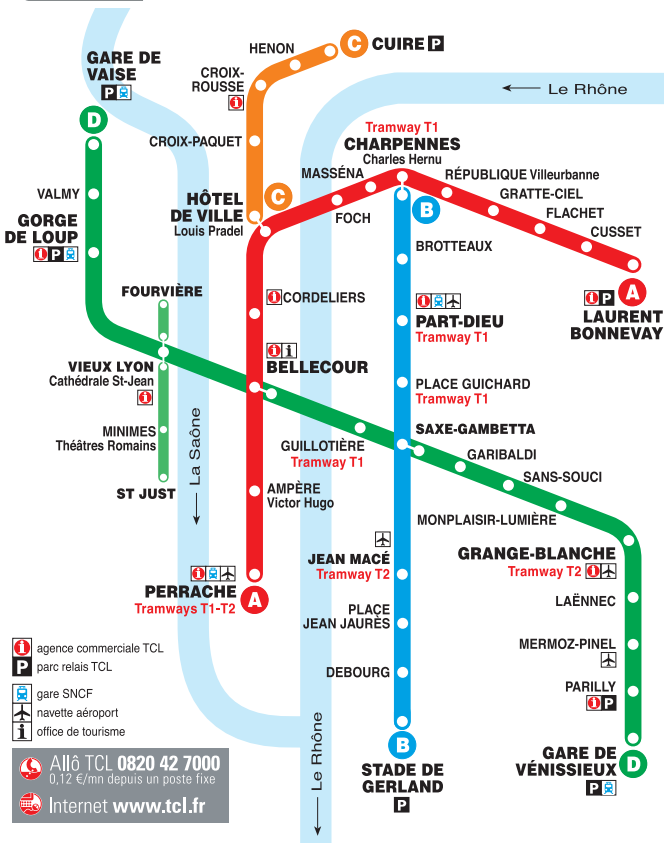 GARE DE
VAISE
P
D
VALMY
GORGE
DE LOUP
i P
HENON
C
CUIRE P
CROIX-
ROUSSE
i
CROIX-PAQUET
HÔTEL
DE VILLE
Louis Pradel
C
Le Rhône
Tramway T1
CHARPENNES
Charles Hernu
MASSÉNA
FOCH
B
RÉPUBLIQUE Villeurbanne
GRATTE-CIEL
FLACHET
CUSSET
i P
A
LAURENT
BONNEVAY
BROTTEAUX
i
PART-DIEU
Tramway T1
PLACE GUICHARD
Tramway T1
FOURVIÈRE
VIEUX LYON
Cathédrale St-Jean
i
MINIMES
Théâtres Romains
ST JUST
La Saône
i CORDELIERS
i i
BELLECOUR
GUILLOTIÈRE
Tramway T1
SAXE-GAMBETTA
GARIBALDI
SANS-SOUCI
MONPLAISIR-LUMIÈRE
AMPÈRE
Victor Hugo
i
PERRACHE
Tramways T1-T2
A
JEAN MACÉ
Tramway T2
PLACE
JEAN JAURÈS
DEBOURG
B
STADE DE
GERLAND
P
GRANGE-BLANCHE
Tramway T2 i
LAËNNEC
MERMOZ-PINEL
PARILLY
i P
GARE DE
VÉNISSIEUX
D
P
Le Rhône
i agence commerciale TCL
P parc relais TCL
gare SNCF
navette aéroport
i office de tourisme
Allô TCL 0820 42 7000
0,12 €/mn depuis un poste fixe
Internet www.tcl.fr